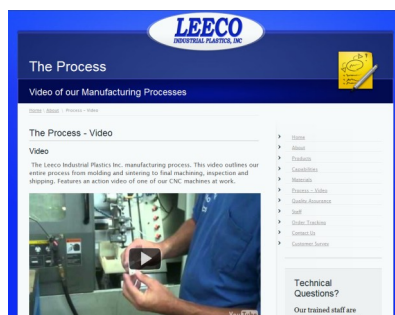 LEECO
INDUSTRIAL PLASTICS, INC
The Process
Video of our Manufacturing Processes
Home - About - Process - Video
The Process - Video
Video
The Leeco Industrial Plastics Inc. manufacturing process. This video outlines our
entire process from molding and sintering to final machining, inspection and
shipping. Features an action video of one of our CNC machines at work.
Home
About
Products
Capabilities
Materials
Process – Video
Quality Assurance
Staff
Order Tracking
Contact Us
Customer Survey
Technical
Questions?
Our trained staff are